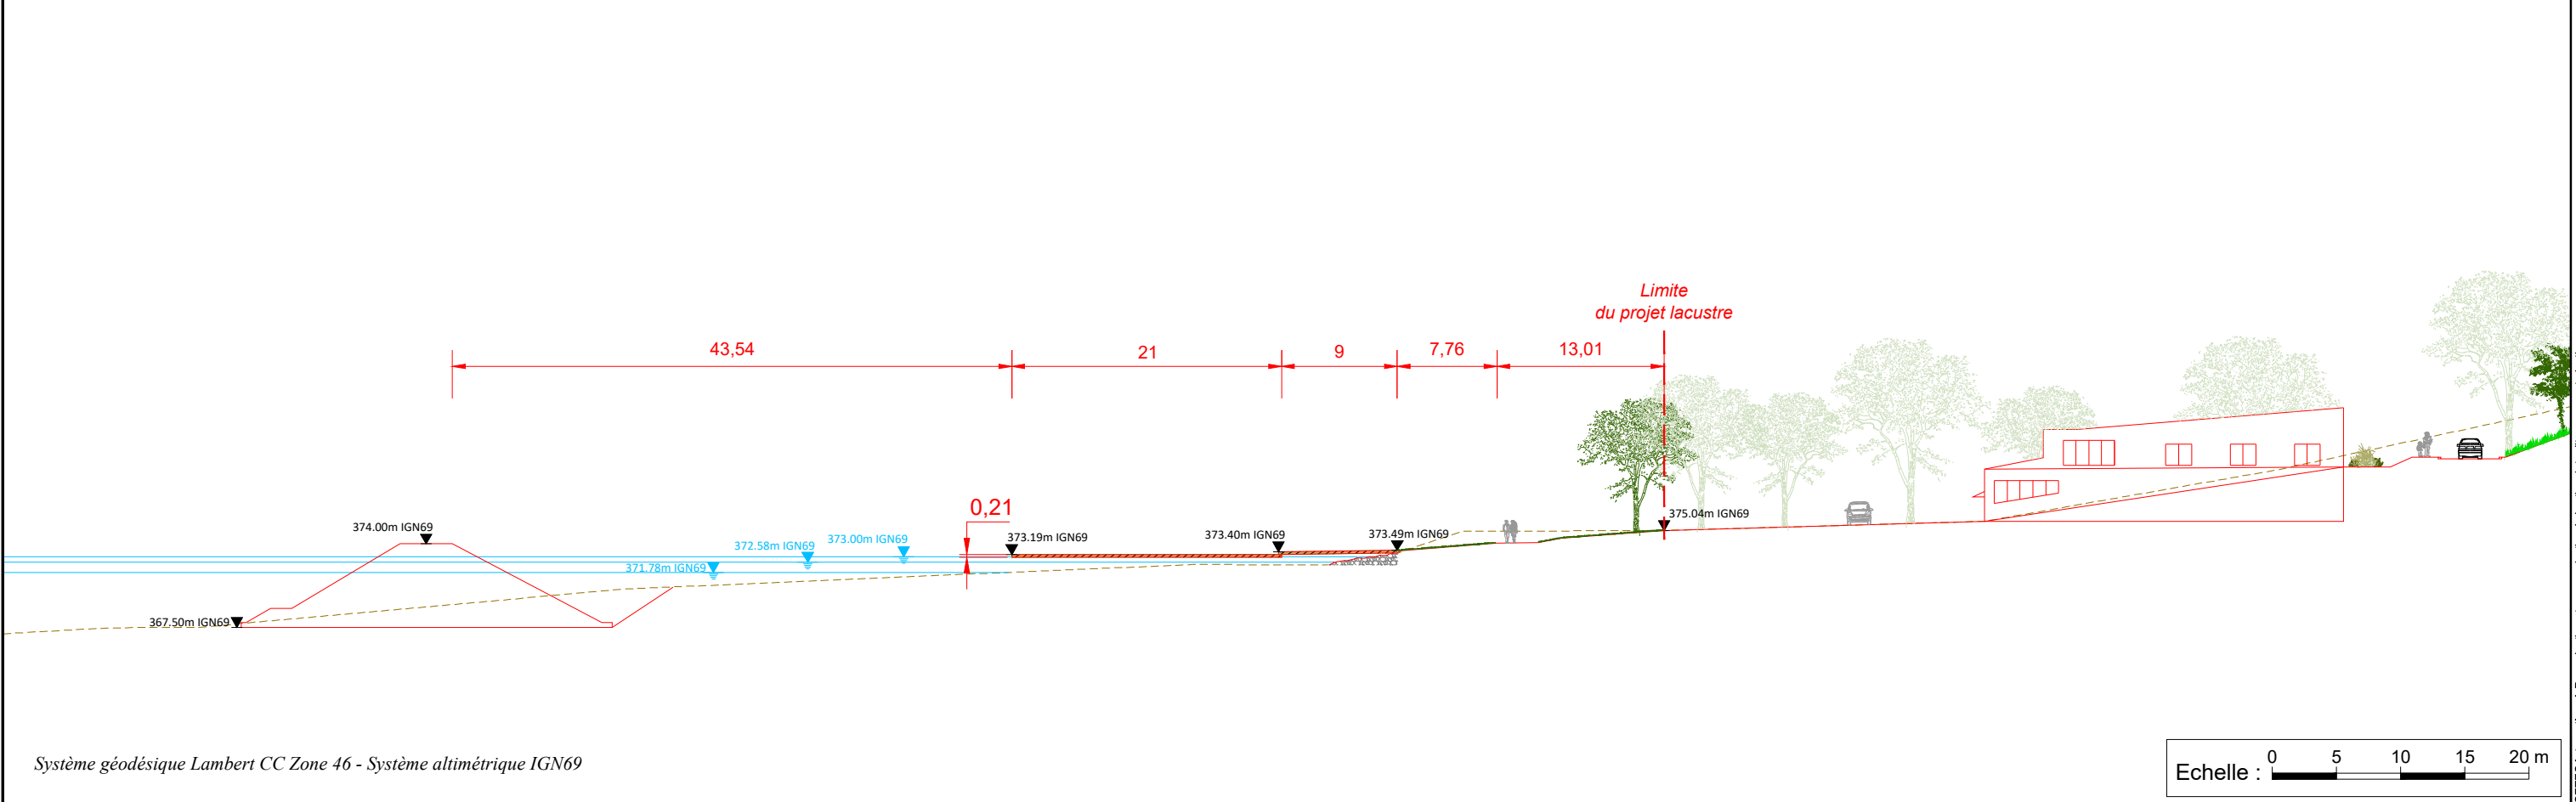 Limite
du projet lacustre
43,54
21
9
7,76
13,01
0,21
374.00m IGN69
372.58m IGN69
373.00m IGN69
373.19m IGN69
373.40m IGN69
373.49m IGN69
375.04m IGN69
371.78m IGN69
367.50m IGN69
Système géodésique Lambert CC Zone 46 - Système altimétrique IGN69
Echelle : 0 5 10 15 20 m